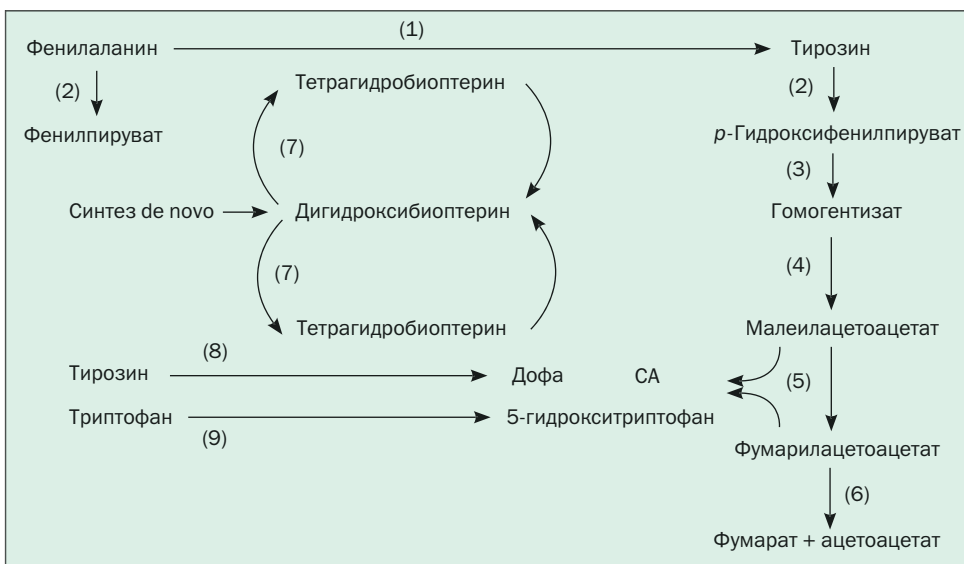 (1)
Фенилаланин
Тирозин
(2)
Тетрагидробиоптерин
(2)
Фенилпируват
p-Гидроксифенилпируват
(7)
(3)
Синтез de novo
Дигидроксибиоптерин
Гомогентизат
(7)
(4)
Тетрагидробиоптерин
Малеилацетоацетат
(8)
Тирозин
Дофа
СА
(5)
Триптофан
5-гидрокситриптофан
(9)
Фумарилацетоацетат
(6)
Фумарат + ацетоацетат